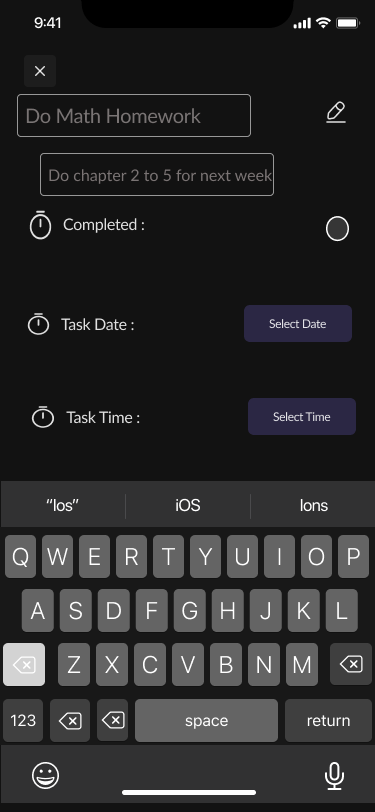 9:41
Do Math Homework
Do chapter 2 to 5 for next week
Completed :
Task Date :
Select Date
Task Time :
Select Time
“Ios”
iOS
Ions
Q W E R T Y U I O P
A S D F G H J K L
Z X C V B N M
123
space
return